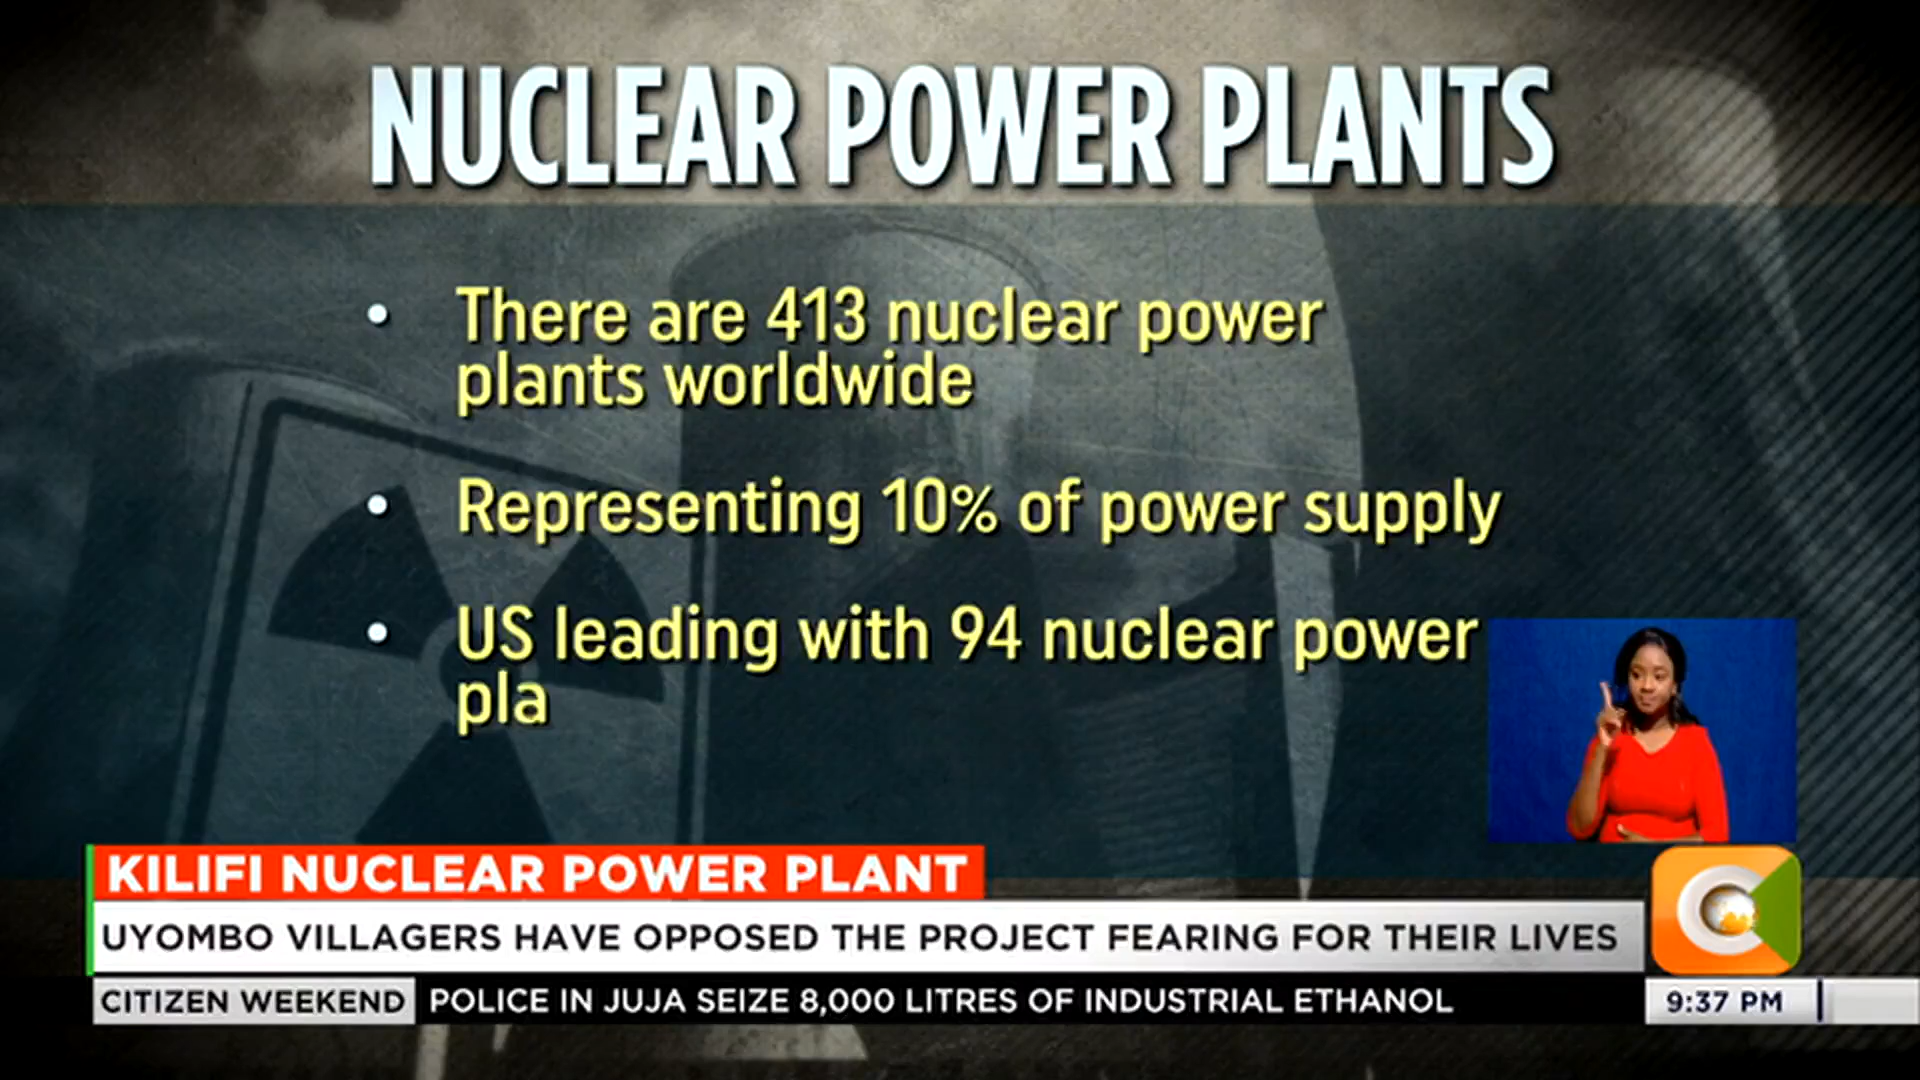 NUCLEAR POWER PLANTS
• There are 413 nuclear power
plants worldwide
• Representing 10% of power supply
• US leading with 94 nuclear power
pla
KILIFI NUCLEAR POWER PLANT
UYOMBO VILLAGERS HAVE OPPOSED THE PROJECT FEARING FOR THEIR LIVES
CITIZEN WEEKEND POLICE IN JUJA SEIZE 8,000 LITRES OF INDUSTRIAL ETHANOL 9:37 PM